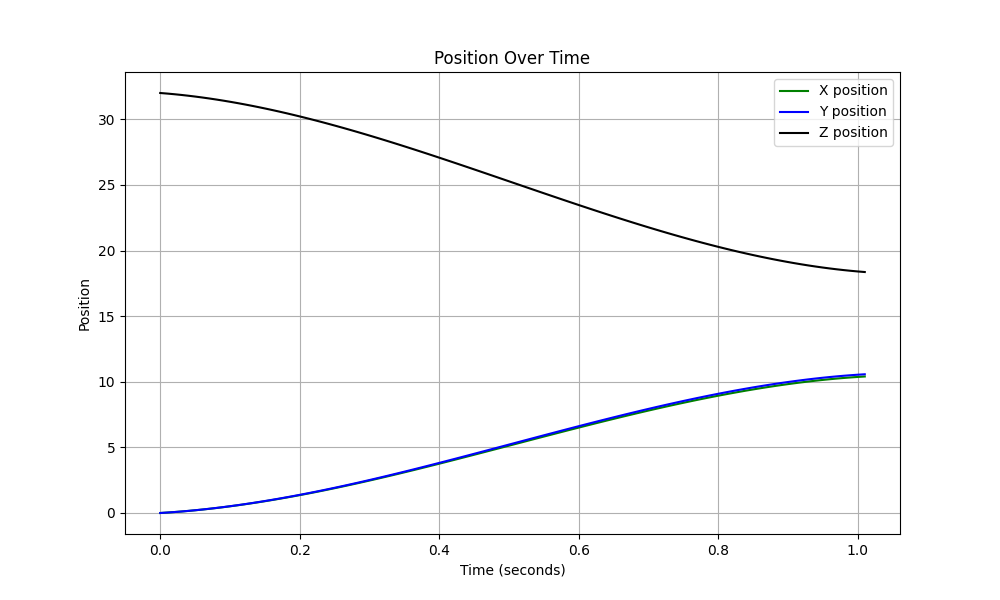 Position Over Time
X position
Y position
Z position
Position
30
25
20
15
10
5
0
0.0 0.2 0.4 0.6 0.8 1.0
Time (seconds)